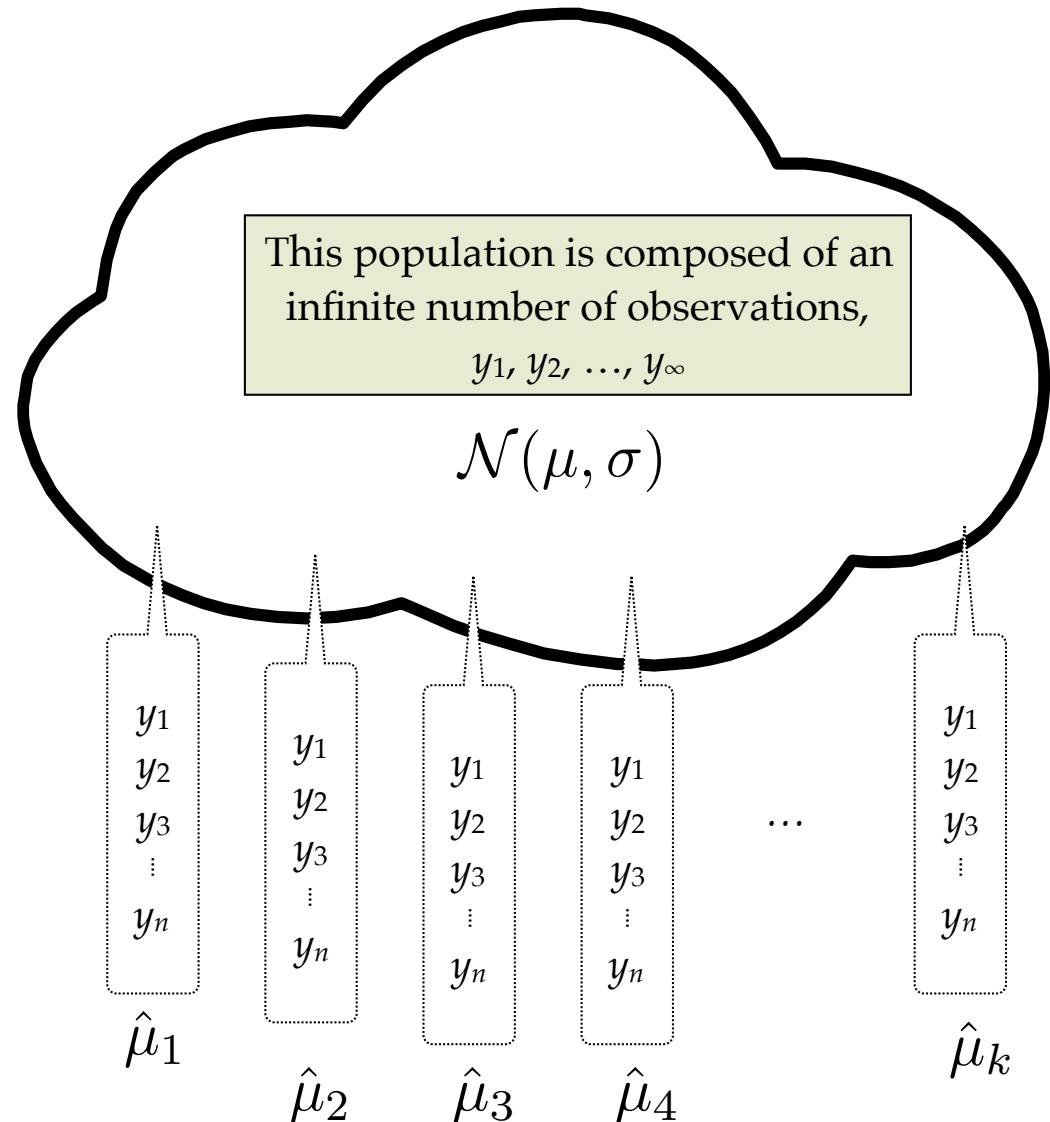 This population is composed of an
infinite number of observations,
y₁, y₂, …, y∞
𝒩(μ, σ)
y₁
y₂
y₃
⋮
yₙ
μ̂₁
y₁
y₂
y₃
⋮
yₙ
μ̂₂
y₁
y₂
y₃
⋮
yₙ
μ̂₃
y₁
y₂
y₃
⋮
yₙ
μ̂₄
…
y₁
y₂
y₃
⋮
yₙ
μ̂ₖ